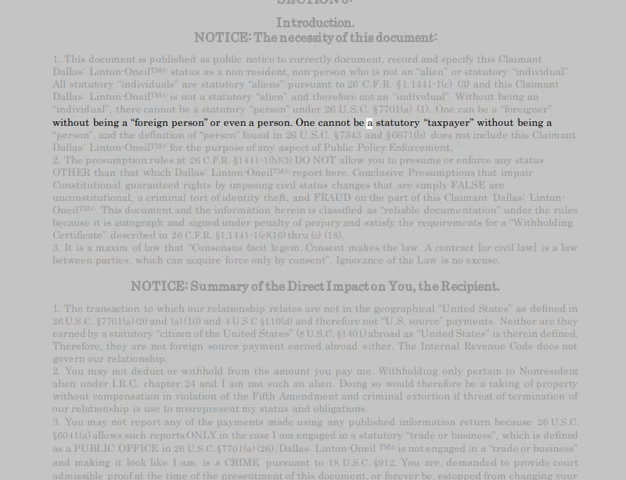 SECTION 6:
Introduction.
NOTICE: The necessity of this document:
1. This document is published as public notice to correctly document, record and specify this Claimant
Dallas: Linton-Oneil™© status as a non-resident, non-person who is not an “alien” or statutory “individual”.
All statutory “individuals” are statutory “aliens” pursuant to 26 C.F.R. §1.1441-1(c) (3) and this Claimant
Dallas: Linton-Oneil™© is not a statutory “alien” and therefore not an “individual”. Without being an
“individual”, there cannot be a statutory “person” under 26 U.S.C. §7701(a) (1). One can be a “foreigner”
without being a “foreign person” or even a person. One cannot be a statutory “taxpayer” without being a
“person”, and the definition of “person” found in 26 U.S.C. §7343 and §6671(b) does not include this Claimant
Dallas: Linton-Oneil™© for the purpose of any aspect of Public Policy Enforcement.
2. The presumption rules at 26 C.F.R. §1441-1(b)(3) DO NOT allow you to presume or enforce any status
OTHER than that which Dallas: Linton-Oneil™© report here. Conclusive Presumptions that impair
Constitutional guaranteed rights by imposing civil status changes that are simply FALSE are
unconstitutional, a criminal tort of identity theft, and FRAUD on the part of this Claimant Dallas: Linton-
Oneil™©. This document and the information herein is classified as “reliable documentation” under the rules
because it is autograph and signed under penalty of perjury and satisfy the requirements for a “Withholding
Certificate” described in 26 C.F.R. §1.1441-1(c)(16) thru (c) (18).
3. It is a maxim of law that “Consensus facit legem. Consent makes the law. A contract [or civil law] is a law
between parties, which can acquire force only by consent”. Ignorance of the Law is no excuse.
NOTICE: Summary of the Direct Impact on You, the Recipient.
1. The transaction to which our relationship relates are not in the geographical “United States” as defined in
26 U.S.C. §7701(a)(9) and (a)(10) and 4 U.S.C §110(d) and therefore not “U.S. source” payments. Neither are they
earned by a statutory “citizen of the United States” (8 U.S.C. §1401) abroad as “United States” is therein defined.
Therefore, they are not foreign source payment earned abroad either. The Internal Revenue Code does not
govern our relationship.
2. You may not deduct or withhold from the amount you pay me. Withholding only pertain to Nonresident
alien under I.R.C. chapter 24 and I am not such an alien. Doing so would therefore be a taking of property
without compensation in violation of the Fifth Amendment and criminal extortion if threat of termination of
our relationship is use to misrepresent my status and obligations.
3. You may not report any of the payments made using any published information return because 26 U.S.C.
§6041(a) allows such reports ONLY in the case I am engaged in a statutory “trade or business”, which is defined
as a PUBLIC OFFICE in 26 U.S.C. §7701(a)(26). Dallas: Linton-Oneil ™© is not engaged in a “trade or business”
and making it look like I am, is a CRIME pursuant to 18 U.S.C. §912. You are, demanded to provide court
admissible proof at the time of the presentment of this document, or forever be, estopped from changing your